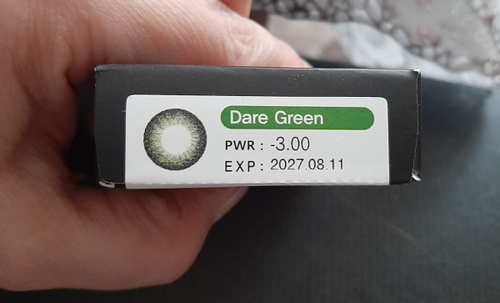 Dare Green
PWR : -3.00
EXP : 2027.08.11